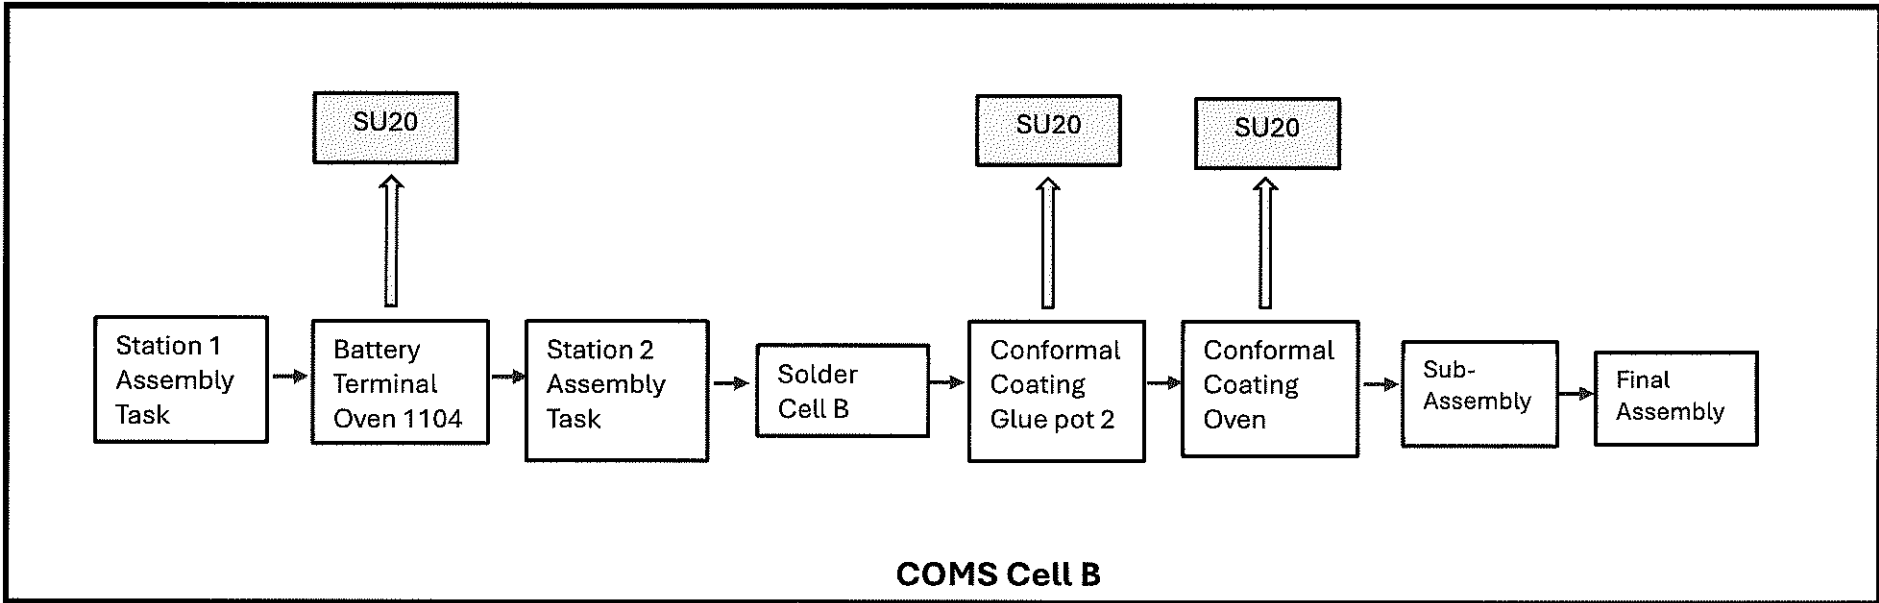 SU20
SU20
SU20
Station 1
Assembly
Task
Battery
Terminal
Oven 1104
Station 2
Assembly
Task
Solder
Cell B
Conformal
Coating
Glue pot 2
Conformal
Coating
Oven
Sub-
Assembly
Final
Assembly
COMS Cell B